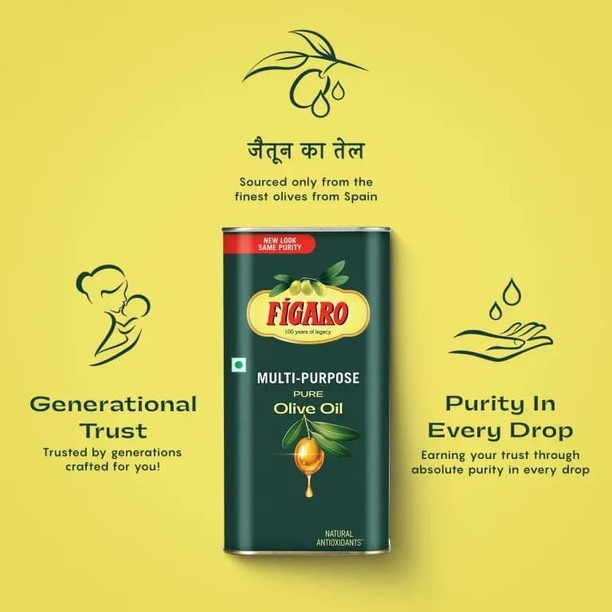 जैतून का तेल
Sourced only from the
finest olives from Spain
NEW LOOK
SAME PURITY
FÍGARO
100 years of legacy
MULTI-PURPOSE
PURE
Olive Oil
NATURAL
ANTIOXIDANTS*
Generational
Trust
Trusted by generations
crafted for you!
Purity In
Every Drop
Earning your trust through
absolute purity in every drop